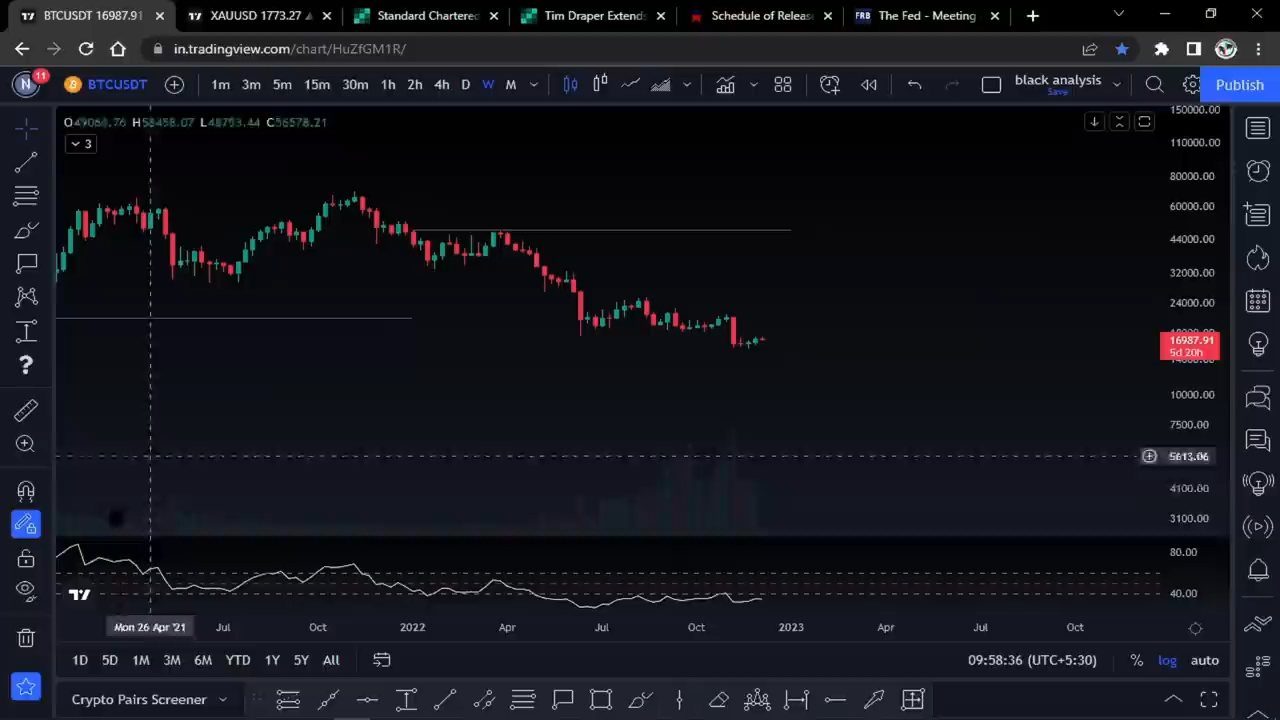 BTCUSDT 16987.91
XAUUSD 1773.27
Standard Chartered
Tim Draper Extends
Schedule of Releas
FRB The Fed - Meeting
in.tradingview.com/chart/HuZfGM1R/
N 11 BTCUSDT 1m 3m 5m 15m 30m 1h 2h 4h D W M black analysis Save Publish
O49064.76 H58458.07 L48753.44 C56578.21
3
150000.00
110000.00
80000.00
60000.00
44000.00
32000.00
24000.00
16987.91
5d 20h
10000.00
7500.00
5613.06
4100.00
3100.00
80.00
40.00
Mon 26 Apr '21 Jul Oct 2022 Apr Jul Oct 2023 Apr Jul Oct
1D 5D 1M 3M 6M YTD 1Y 5Y All 09:58:36 (UTC+5:30) % log auto
Crypto Pairs Screener